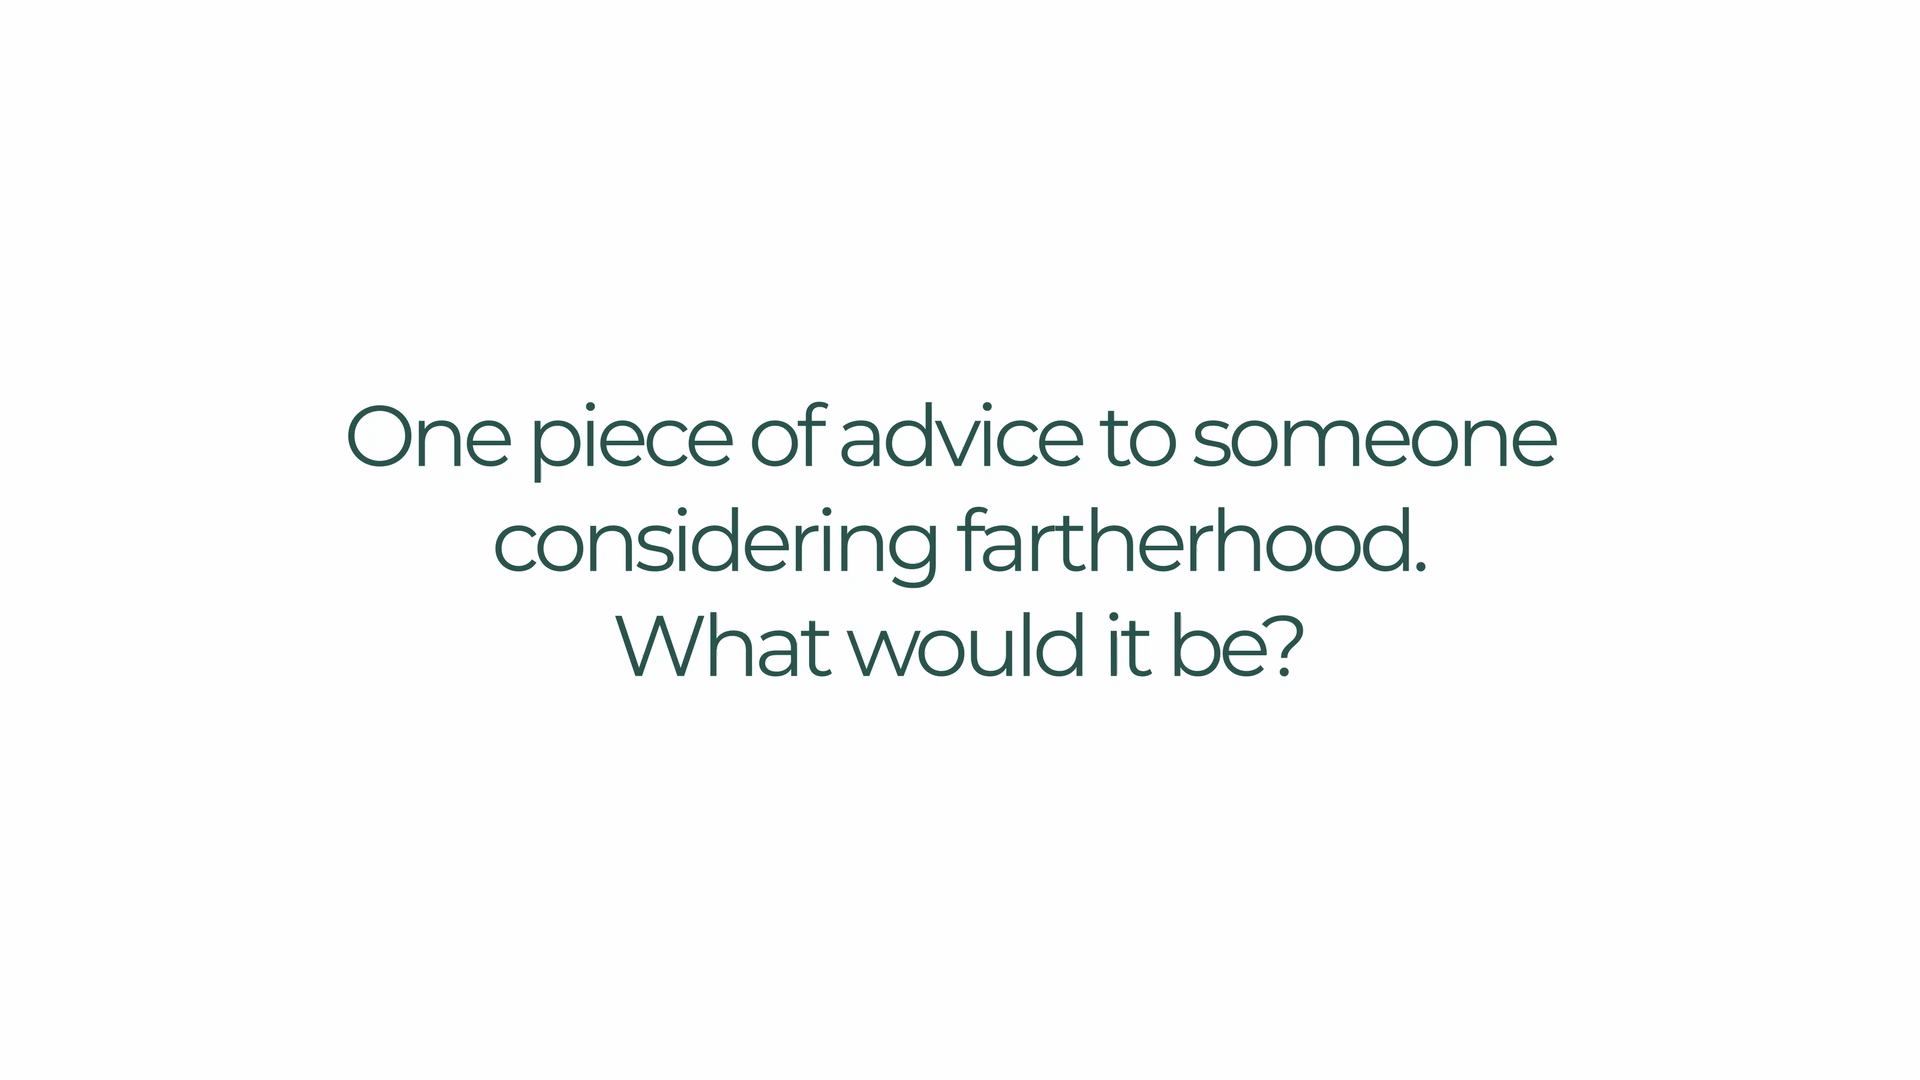 One piece of advice to someone
considering fartherhood.
What would it be?